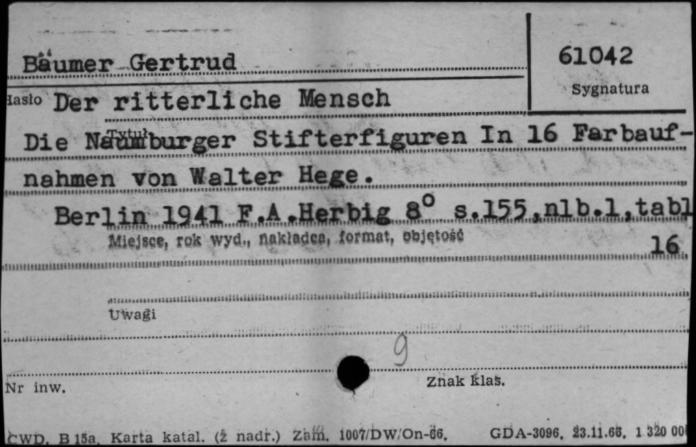 Bäumer Gertrud
61042
Sygnatura
Hasło Der ritterliche Mensch
Tytuł
Die Naumburger Stifterfiguren In 16 Farbauf-
nahmen von Walter Hege.
Berlin 1941 F.A.Herbig 8° s.155,nlb.1,tabl
Miejsce, rok wyd., nakładca, format, objętość
16
Uwagi
9
Nr inw.
Znak klas.
CWD. B 15a. Karta katal. (z nadr.) Zam. 1007/DW/On-66. GDA-3096, 23.11.66, 1 320 00